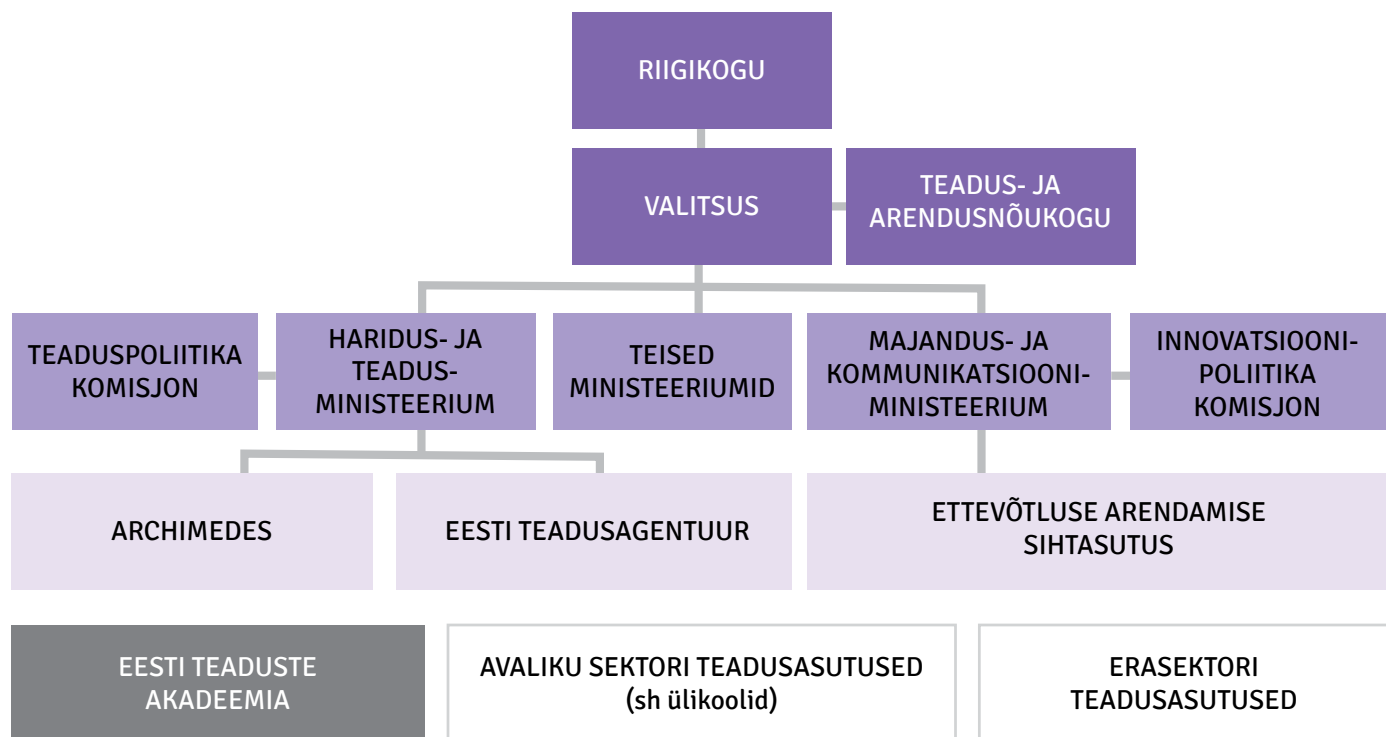 RIIGIKOGU
VALITSUS
TEADUS- JA
ARENDUSNÕUKOGU
TEADUSPOLIITIKA
KOMISJON
HARIDUS- JA
TEADUS-
MINISTEERIUM
TEISED
MINISTEERIUMID
MAJANDUS- JA
KOMMUNIKATSIOONI-
MINISTEERIUM
INNOVATSIOONI-
POLIITIKA
KOMISJON
ARCHIMEDES
EESTI TEADUSAGENTUUR
ETTEVÕTLUSE ARENDAMISE
SIHTASUTUS
EESTI TEADUSTE
AKADEEMIA
AVALIKU SEKTORI TEADUSASUTUSED
(sh ülikoolid)
ERASEKTORI
TEADUSASUTUSED